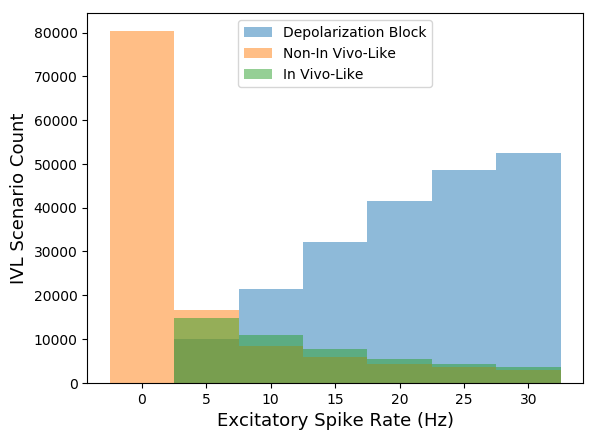 Depolarization Block
Non-In Vivo-Like
In Vivo-Like
80000
70000
60000
50000
40000
30000
20000
10000
0
IVL Scenario Count
0 5 10 15 20 25 30
Excitatory Spike Rate (Hz)